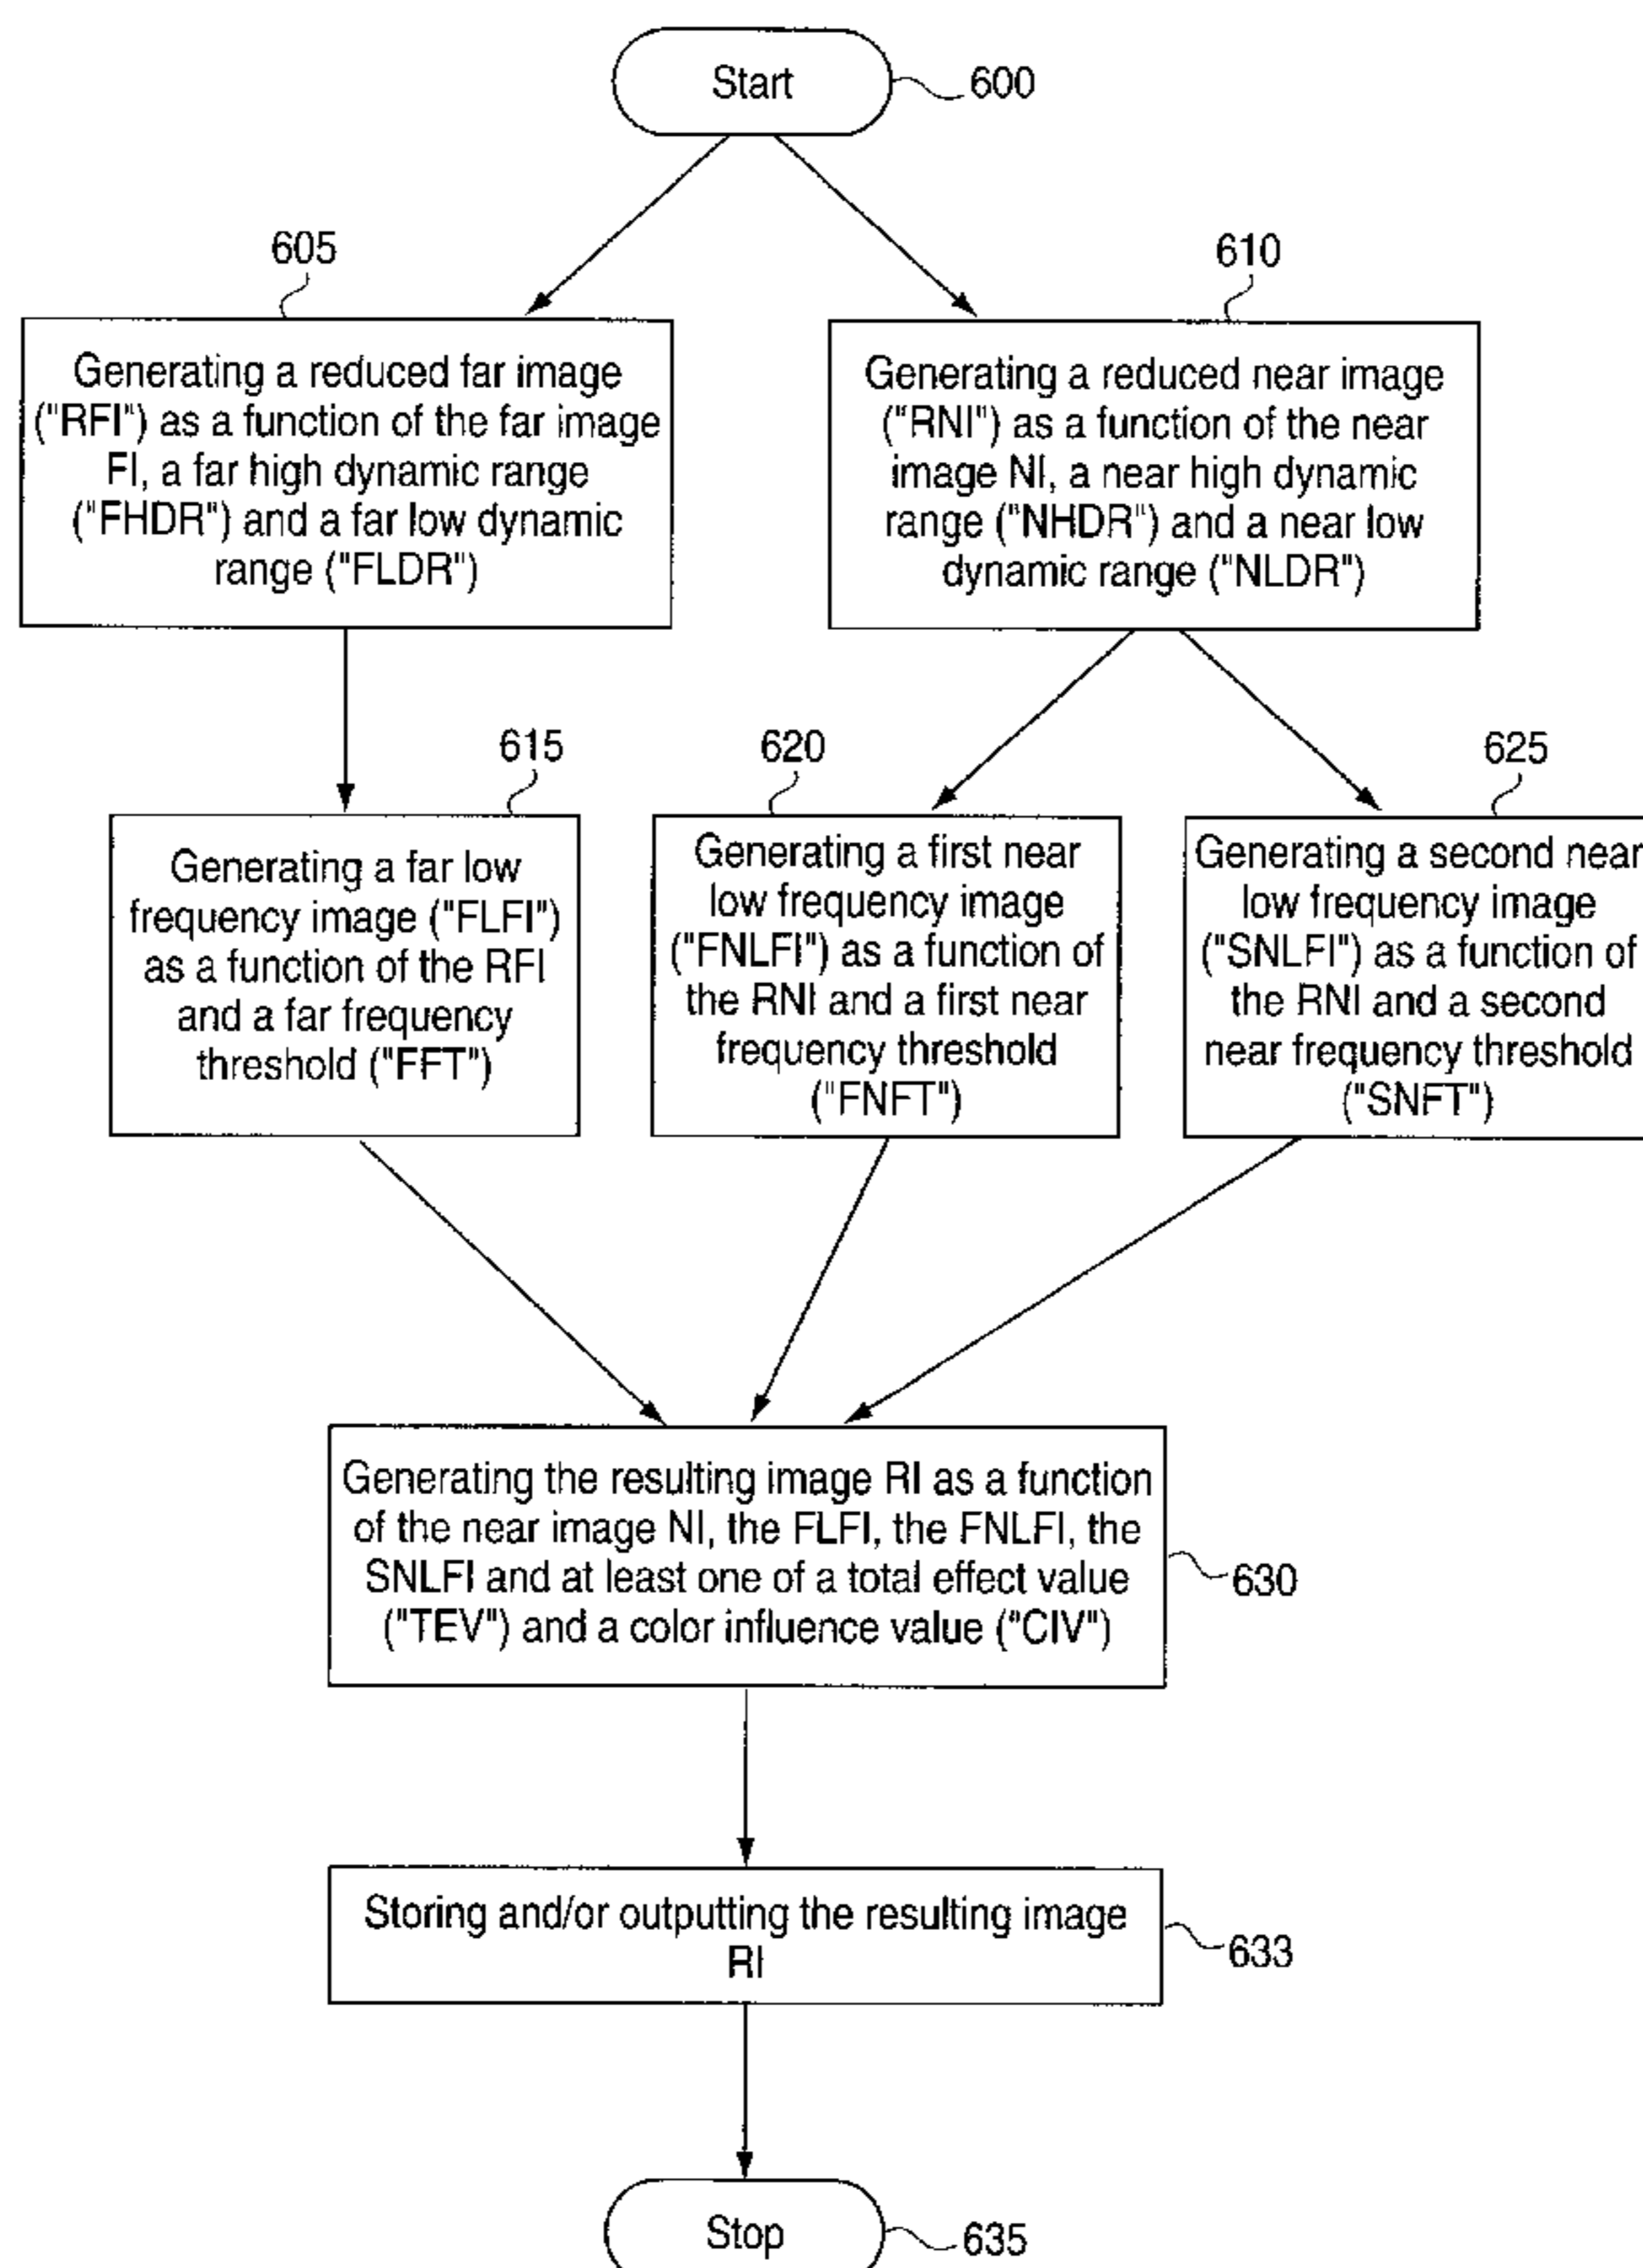 Start
600
605
Generating a reduced far image
("RFI") as a function of the far image
FI, a far high dynamic range
("FHDR") and a far low dynamic
range ("FLDR")
610
Generating a reduced near image
("RNI") as a function of the near
image NI, a near high dynamic
range ("NHDR") and a near low
dynamic range ("NLDR")
615
Generating a far low
frequency image ("FLFI")
as a function of the RFI
and a far frequency
threshold ("FFT")
620
Generating a first near
low frequency image
("FNLFI") as a function of
the RNI and a first near
frequency threshold
("FNFT")
625
Generating a second near
low frequency image
("SNLFI") as a function of
the RNI and a second
near frequency threshold
("SNFT")
Generating the resulting image RI as a function
of the near image NI, the FLFI, the FNLFI, the
SNLFI and at least one of a total effect value
("TEV") and a color influence value ("CIV")
630
Storing and/or outputting the resulting image
RI
633
Stop
635